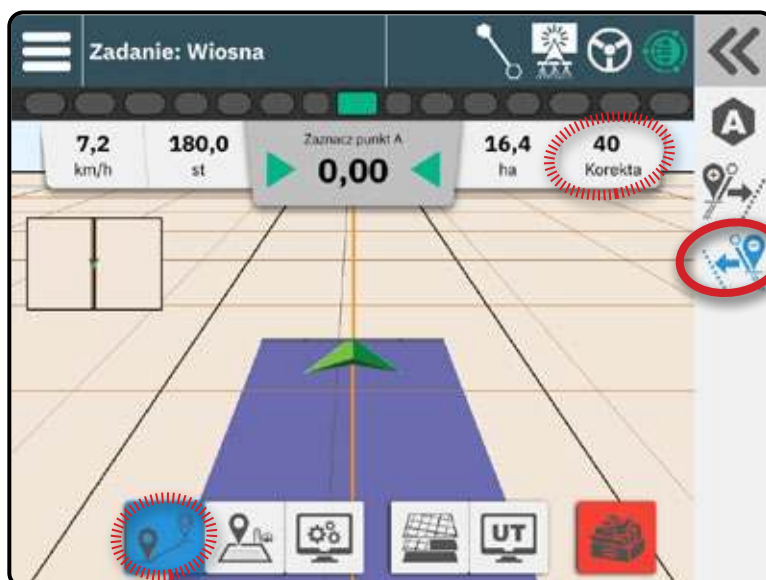 Zadanie: Wiosna
A
7,2
km/h
180,0
st
Zaznacz punkt A
0,00
16,4
ha
40
Korekta
UT